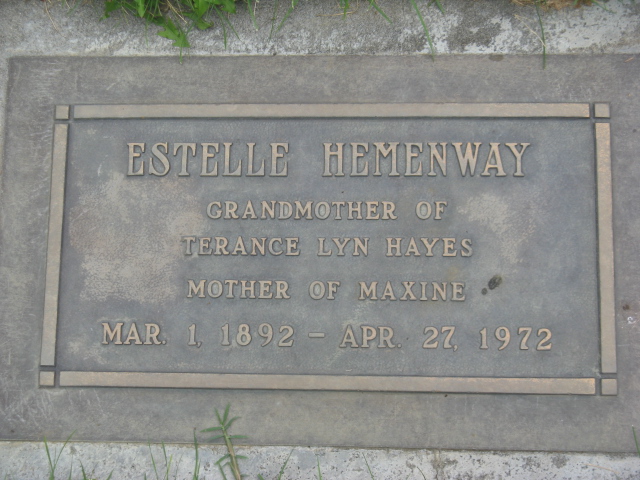 ESTELLE HEMENWAY
GRANDMOTHER OF
TERANCE LYN HAYES
MOTHER OF MAXINE
MAR. 1, 1892 – APR. 27, 1972